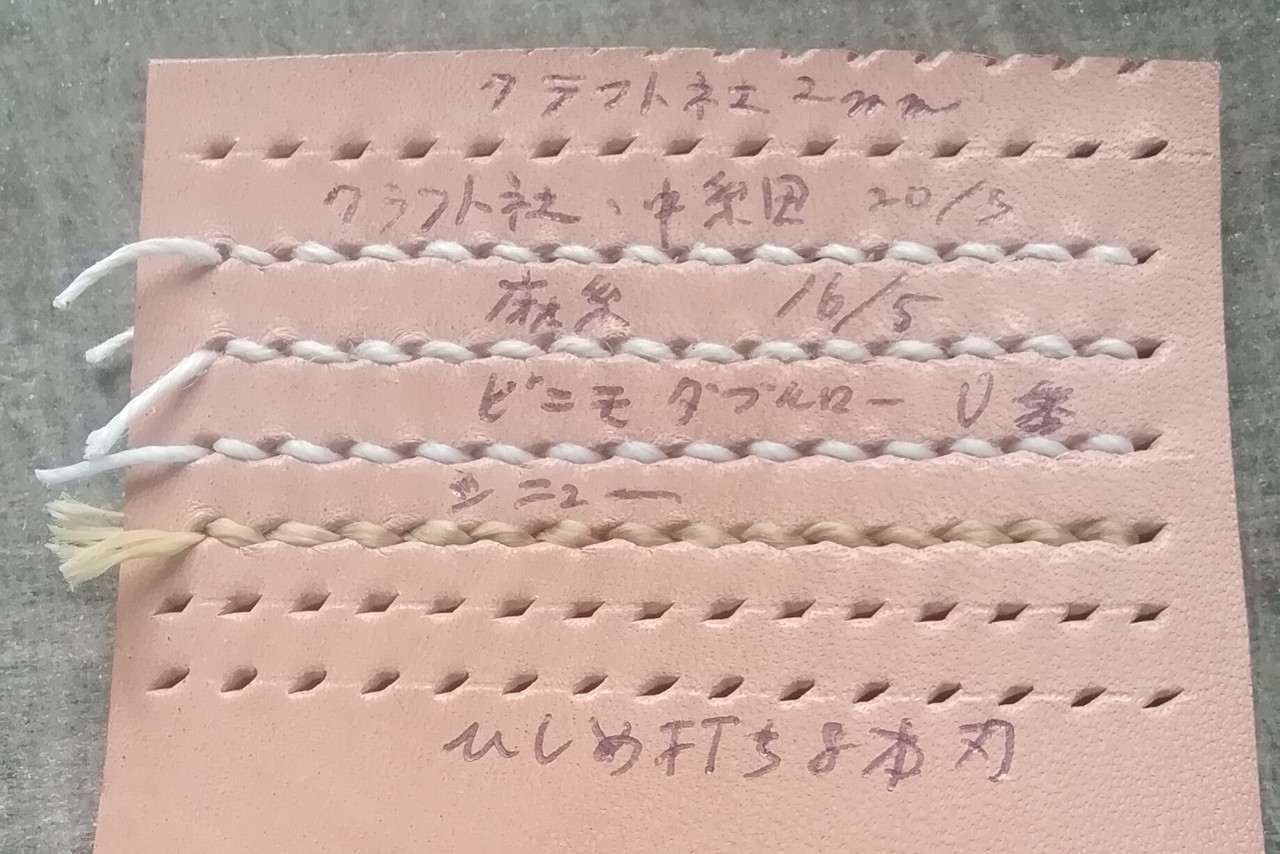 クラフト社 2mm
クラフト社、中細 20/5
麻糸 16/5
ビニモ ダブルロー 0番
シニュー
ひしめ打ち 8本刃